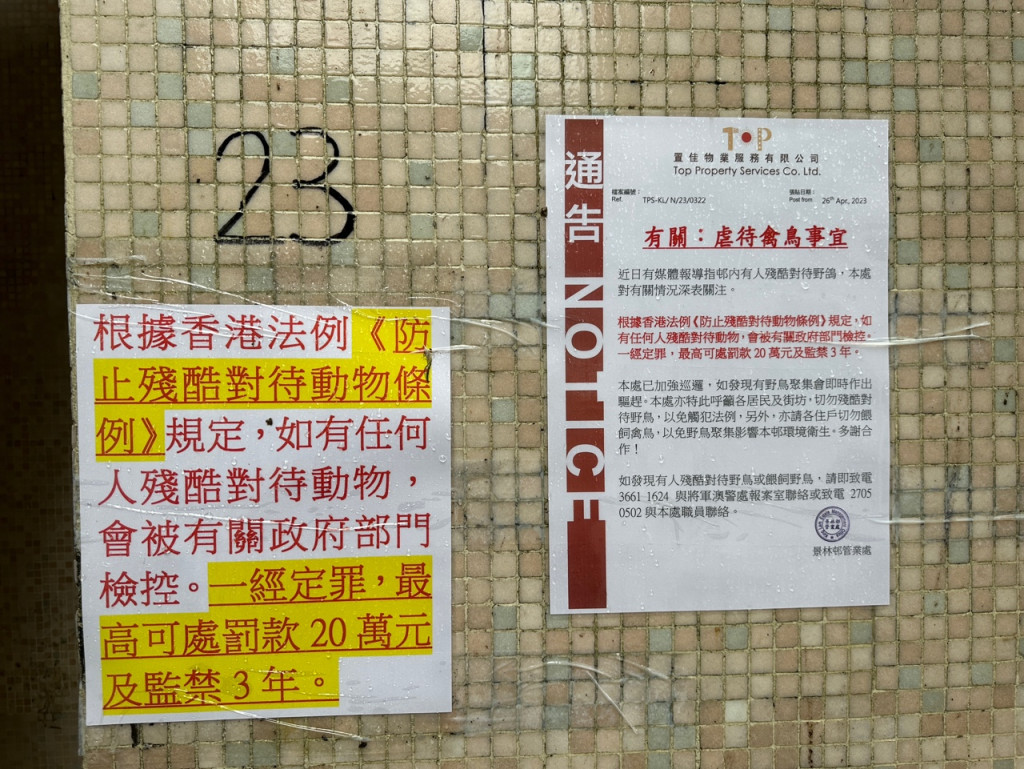 23
根據香港法例《防
止殘酷對待動物條
例》規定，如有任何
人殘酷對待動物，
會被有關政府部門
檢控。一經定罪，最
高可處罰款 20 萬元
及監禁 3 年。
通告 NOTICE
TOP
置佳物業服務有限公司
Top Property Services Co. Ltd.
檔案編號：
Ref. TPS-KL/ N/23/0322
張貼日期：
Post from 26th Apr., 2023
有關：虐待禽鳥事宜
近日有媒體報導指邨內有人殘酷對待野鴿，本處
對有關情況深表關注。
根據香港法例《防止殘酷對待動物條例》規定，如
有任何人殘酷對待動物，會被有關政府部門檢控。
一經定罪，最高可處罰款 20 萬元及監禁 3 年。
本處已加強巡邏，如發現有野鳥聚集會即時作出
驅趕。本處亦特此呼籲各居民及街坊，切勿殘酷對
待野鳥，以免觸犯法例，另外，亦請各住戶切勿餵
飼禽鳥，以免野鳥聚集影響本邨環境衛生。多謝合
作！
如發現有人殘酷對待野鳥或餵飼野鳥，請即致電
3661 1624 與將軍澳警處報案室聯絡或致電 2705
0502 與本處職員聯絡。
景林邨管業處